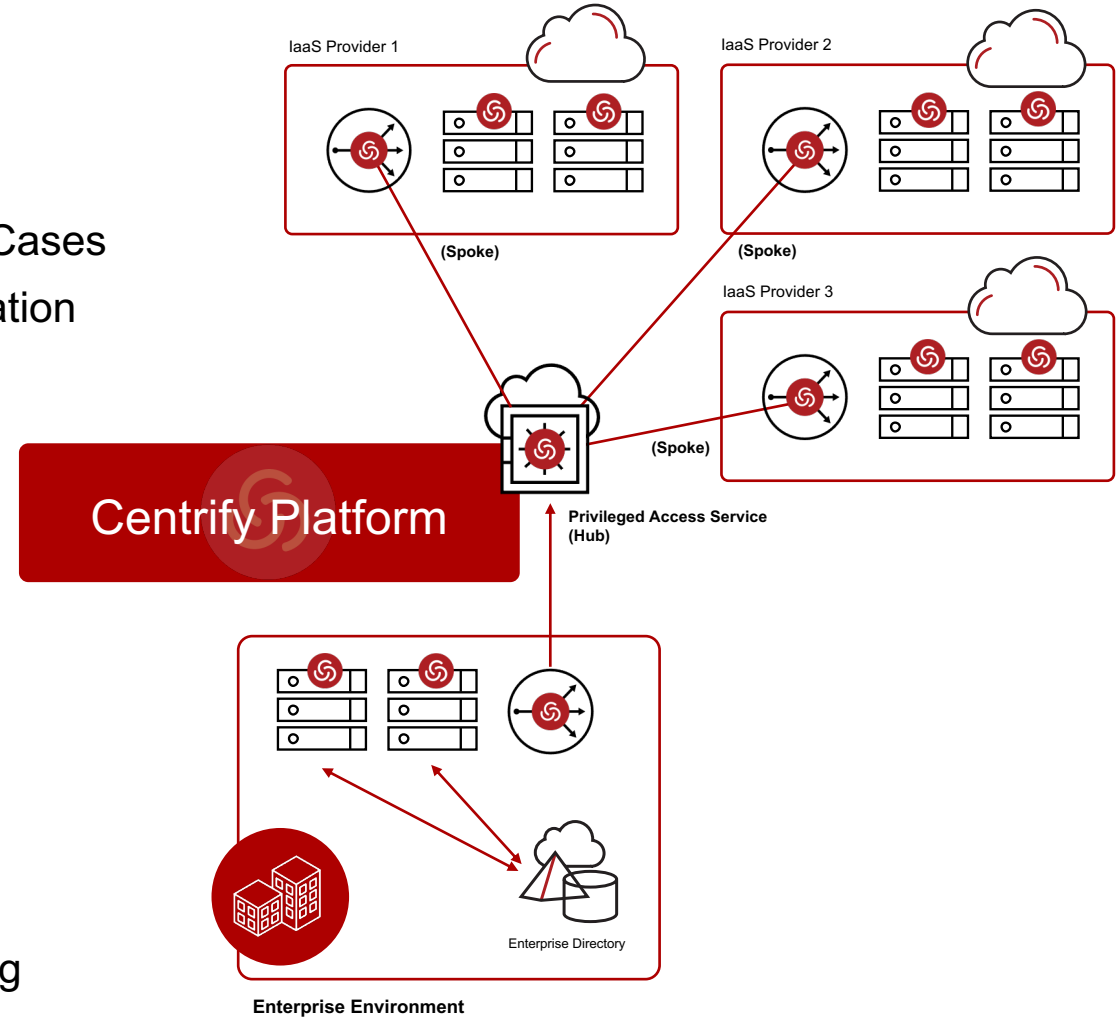 IaaS Provider 1
IaaS Provider 2
Cases
(Spoke)
(Spoke)
IaaS Provider 3
(Spoke)
Centrify Platform
Privileged Access Service
(Hub)
Enterprise Directory
Enterprise Environment